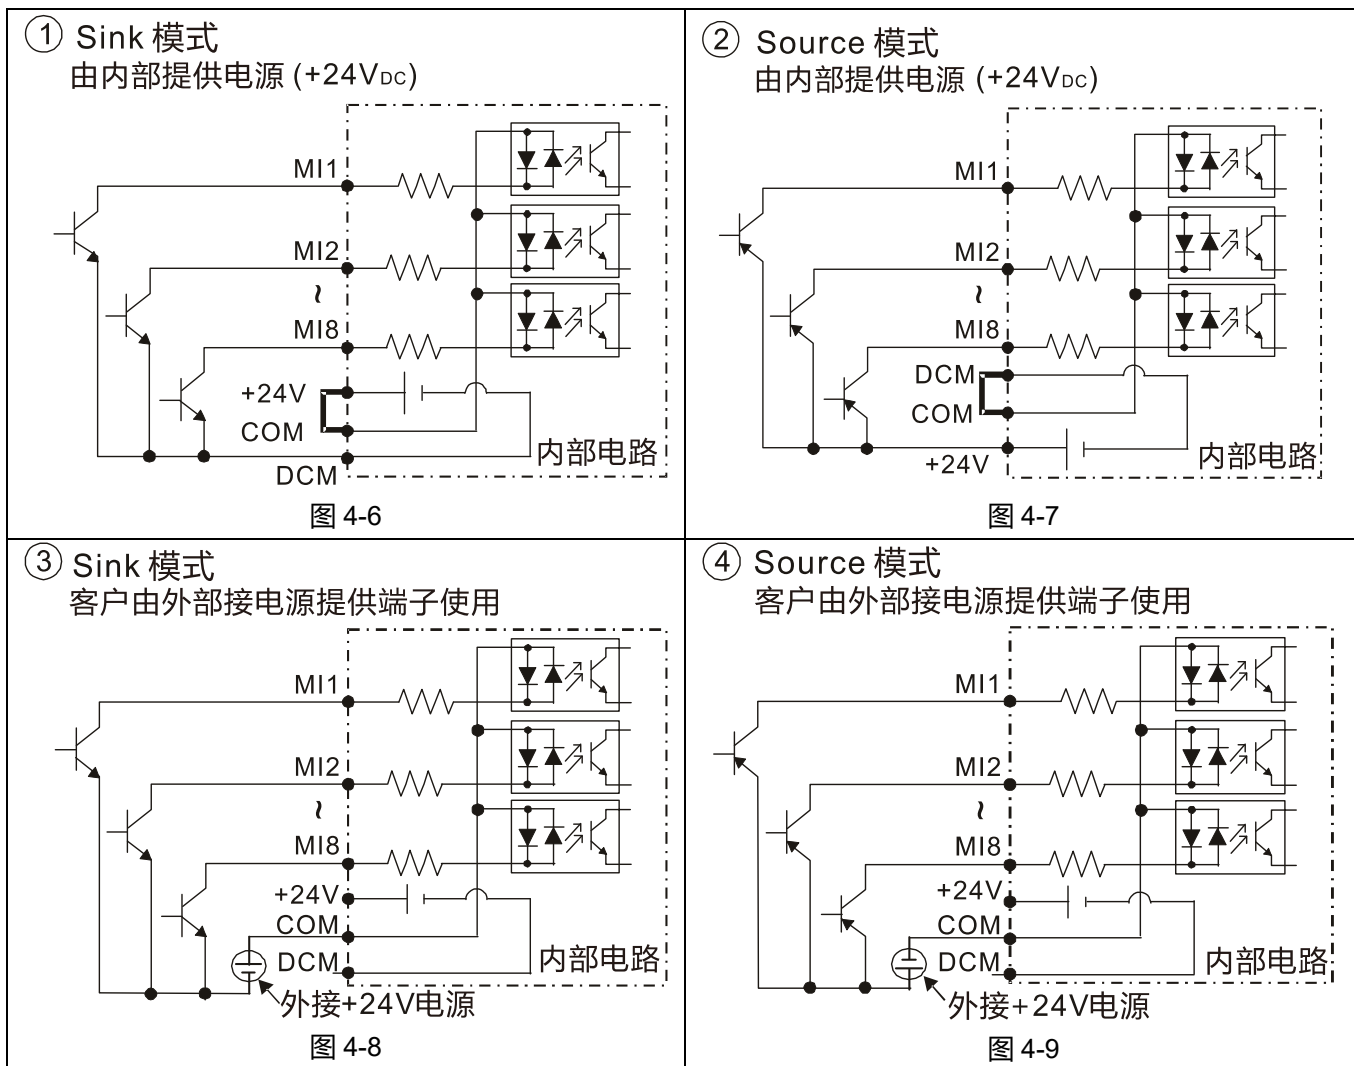 ① Sink 模式
由内部提供电源 (+24VDC)
MI1
MI2
~
MI8
+24V
COM
DCM
内部电路
图 4-6
② Source 模式
由内部提供电源 (+24VDC)
MI1
MI2
~
MI8
DCM
COM
+24V
内部电路
图 4-7
③ Sink 模式
客户由外部接电源提供端子使用
MI1
MI2
~
MI8
+24V
COM
DCM
内部电路
外接+24V电源
图 4-8
④ Source 模式
客户由外部接电源提供端子使用
MI1
MI2
~
MI8
+24V
COM
DCM
内部电路
外接+24V电源
图 4-9